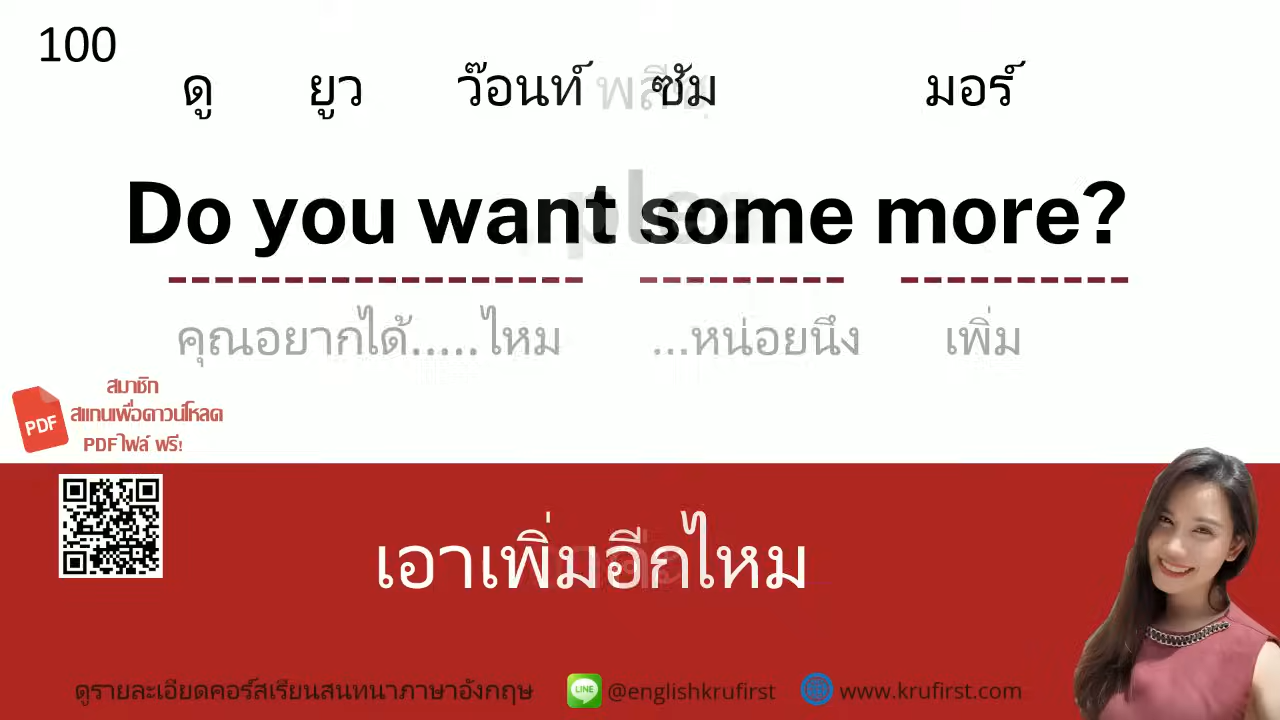 100
ดู ยูว ว๊อนท์ ซัม มอร์
Do you want some more?
คุณอยากได้.....ไหม ...หน่อยนึง เพิ่ม
สมาชิก
สแกนเพื่อดาวน์โหลด
PDF ไฟล์ ฟรี!
PDF
เอาเพิ่มอีกไหม
ดูรายละเอียดคอร์สเรียนสนทนาภาษาอังกฤษ LINE @englishkrufirst www.krufirst.com